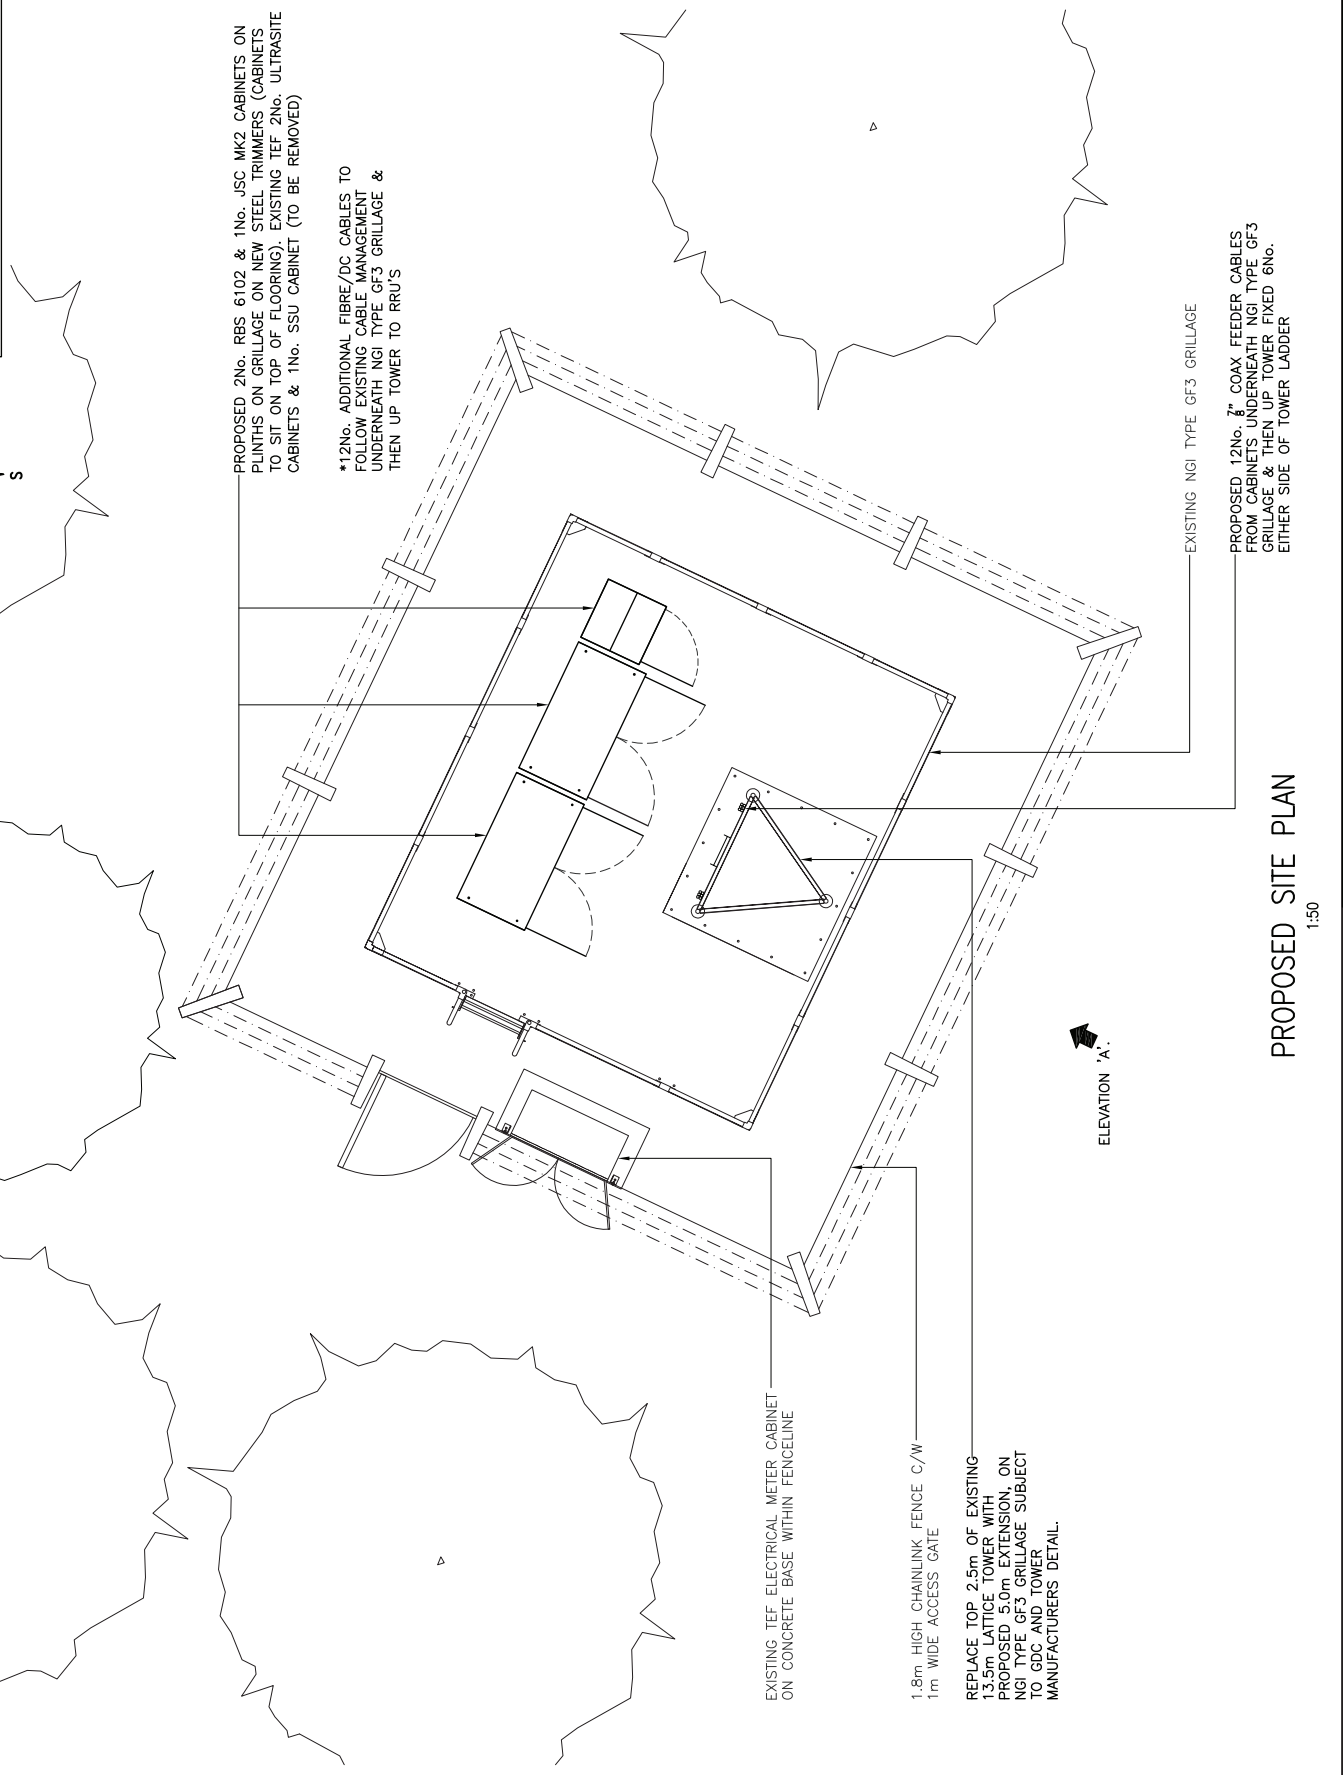 S
PROPOSED 2No. RBS 6102 & 1No. JSC MK2 CABINETS ON
PLINTHS ON GRILLAGE ON NEW STEEL TRIMMERS (CABINETS
TO SIT ON TOP OF FLOORING). EXISTING TEF 2No. ULTRASITE
CABINETS & 1No. SSU CABINET (TO BE REMOVED)
*12No. ADDITIONAL FIBRE/DC CABLES TO
FOLLOW EXISTING CABLE MANAGEMENT
UNDERNEATH NGI TYPE GF3 GRILLAGE &
THEN UP TOWER TO RRU'S
EXISTING NGI TYPE GF3 GRILLAGE
PROPOSED 12No. 7/8" COAX FEEDER CABLES
FROM CABINETS UNDERNEATH NGI TYPE GF3
GRILLAGE & THEN UP TOWER FIXED 6No.
EITHER SIDE OF TOWER LADDER
EXISTING TEF ELECTRICAL METER CABINET
ON CONCRETE BASE WITHIN FENCELINE
1.8m HIGH CHAINLINK FENCE C/W
1m WIDE ACCESS GATE
REPLACE TOP 2.5m OF EXISTING
13.5m LATTICE TOWER WITH
PROPOSED 5.0m EXTENSION, ON
NGI TYPE GF3 GRILLAGE SUBJECT
TO GDC AND TOWER
MANUFACTURERS DETAIL.
ELEVATION 'A'.
PROPOSED SITE PLAN
1:50